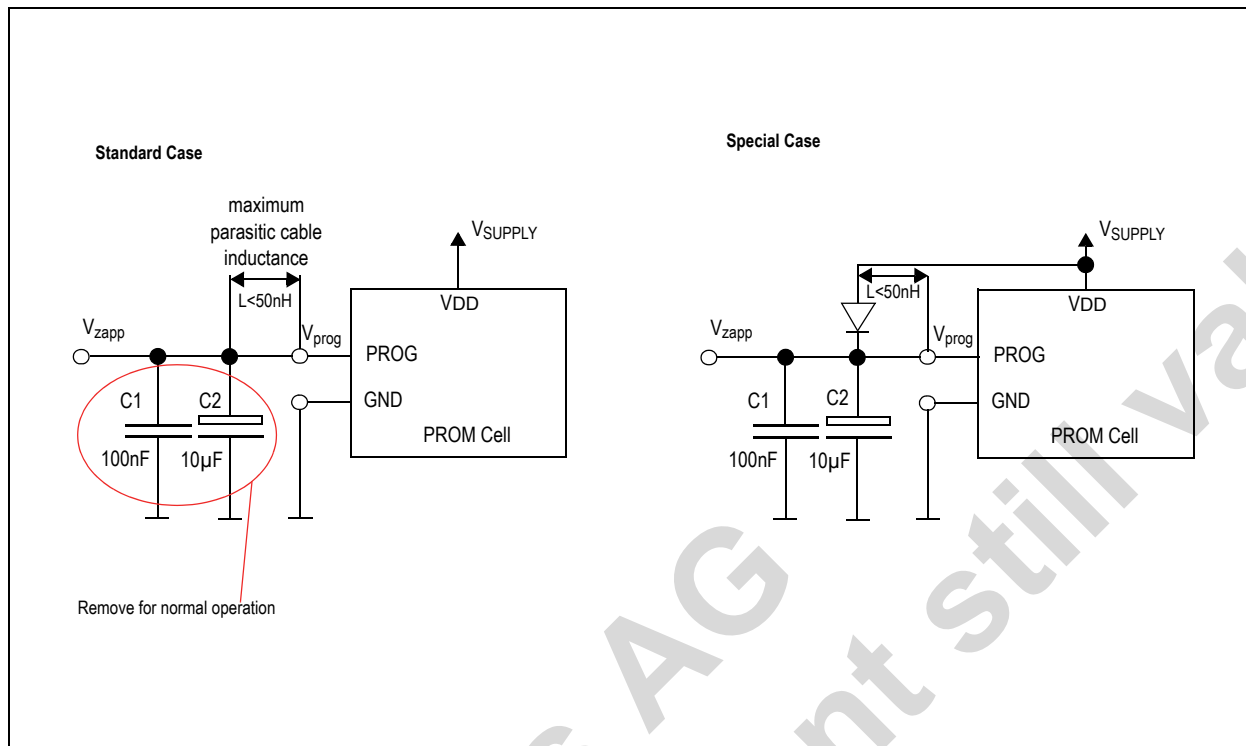 Standard Case
maximum
parasitic cable
inductance
L<50nH
VSUPPLY
VDD
Vzapp
Vprog
PROG
GND
C1
C2
100nF
10µF
PROM Cell
Remove for normal operation
Special Case
VSUPPLY
L<50nH
VDD
Vzapp
Vprog
PROG
GND
C1
C2
100nF
10µF
PROM Cell
AG
still